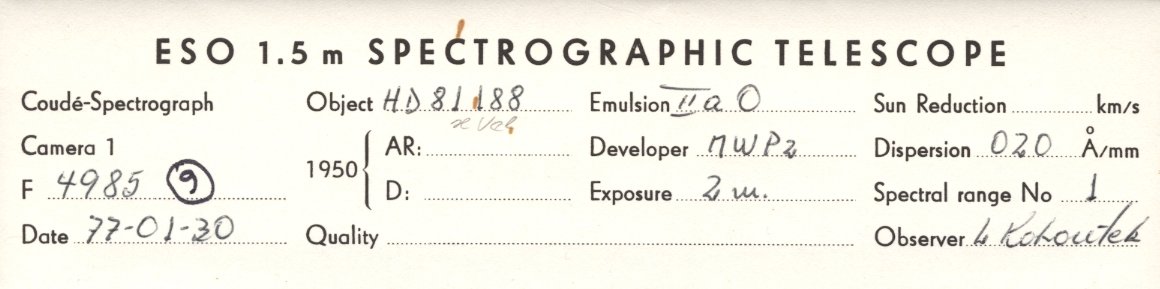 ESO 1.5 m SPECTROGRAPHIC TELESCOPE
Coudé-Spectrograph Object HD 81188 Emulsion II a O Sun Reduction km/s
κ Vel
Camera 1 1950 AR: Developer MWP2 Dispersion 020 Å/mm
F 4985 9 D: Exposure 2 m. Spectral range No 1
Date 77-01-30 Quality Observer L Kohoutek